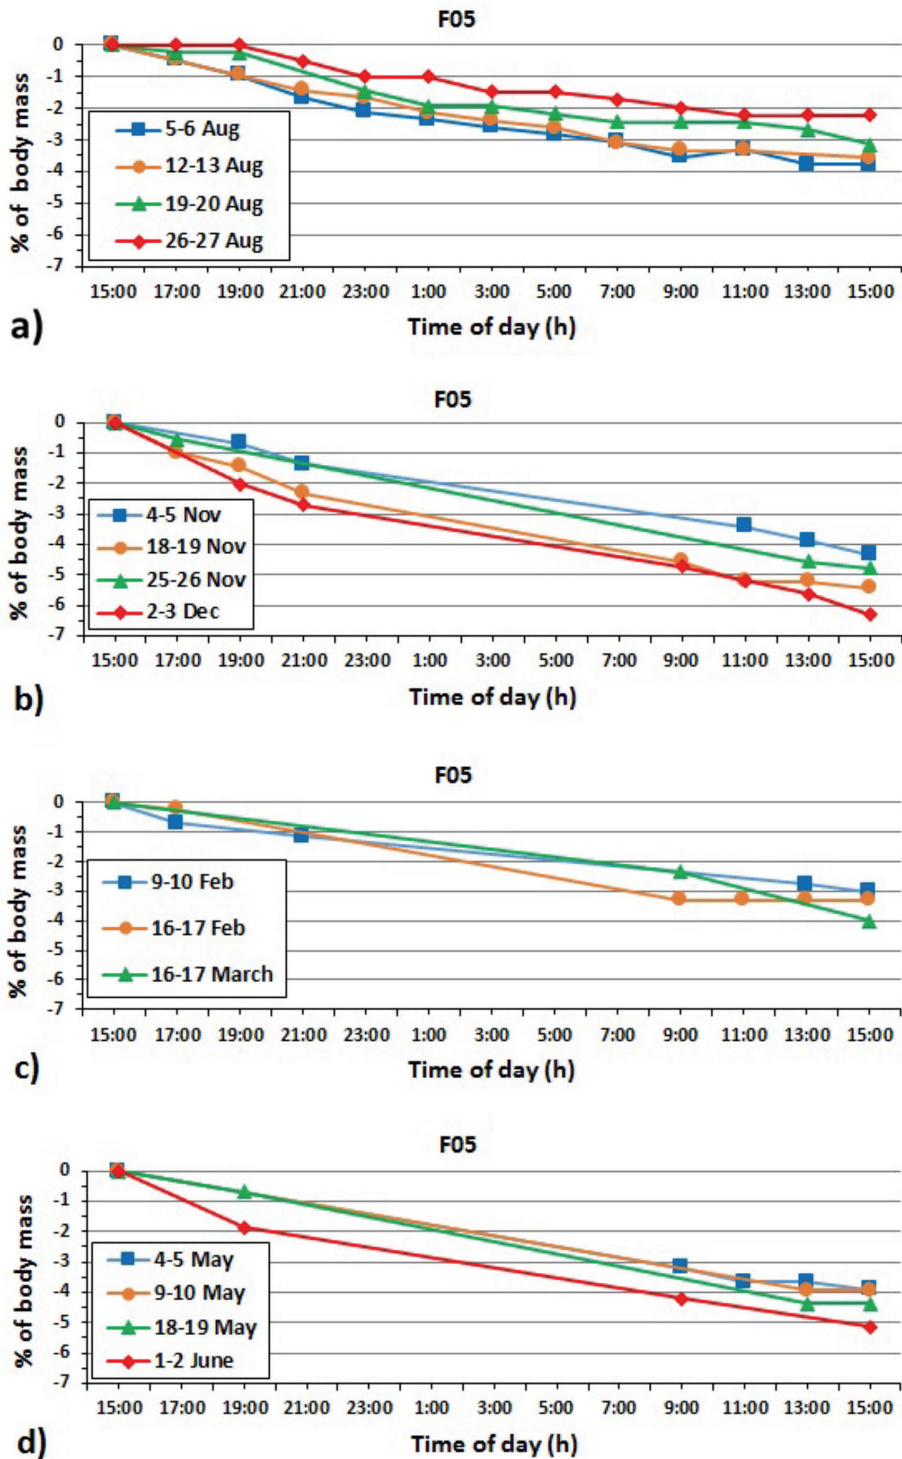 F05
% of body mass
0
-1
-2
-3
-4
-5
-6
-7
5-6 Aug
12-13 Aug
19-20 Aug
26-27 Aug
15:00 17:00 19:00 21:00 23:00 1:00 3:00 5:00 7:00 9:00 11:00 13:00 15:00
Time of day (h)
a)
F05
% of body mass
0
-1
-2
-3
-4
-5
-6
-7
4-5 Nov
18-19 Nov
25-26 Nov
2-3 Dec
15:00 17:00 19:00 21:00 23:00 1:00 3:00 5:00 7:00 9:00 11:00 13:00 15:00
Time of day (h)
b)
F05
% of body mass
0
-1
-2
-3
-4
-5
-6
-7
9-10 Feb
16-17 Feb
16-17 March
15:00 17:00 19:00 21:00 23:00 1:00 3:00 5:00 7:00 9:00 11:00 13:00 15:00
Time of day (h)
c)
F05
% of body mass
0
-1
-2
-3
-4
-5
-6
-7
4-5 May
9-10 May
18-19 May
1-2 June
15:00 17:00 19:00 21:00 23:00 1:00 3:00 5:00 7:00 9:00 11:00 13:00 15:00
Time of day (h)
d)